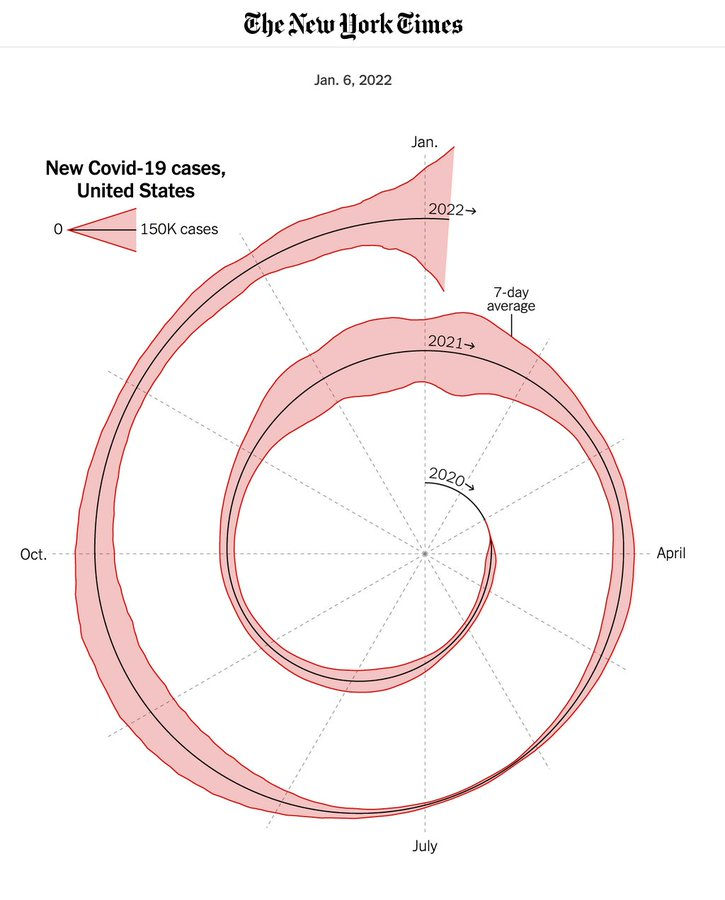 The New York Times
Jan. 6, 2022
Jan.
New Covid-19 cases,
United States
0
150K cases
2022→
7-day
average
2021→
2020→
Oct.
April
July